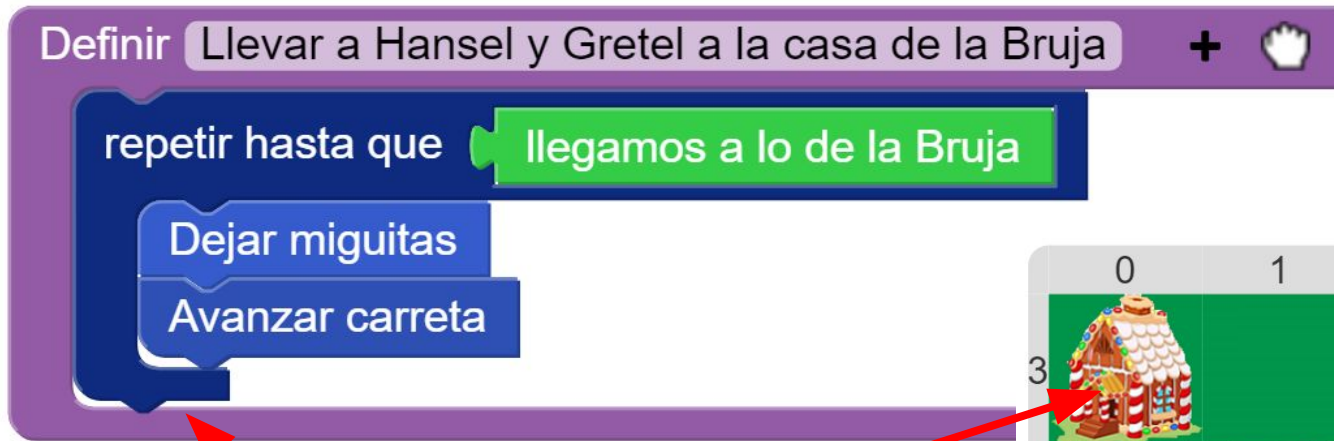 Definir Llevar a Hansel y Gretel a la casa de la Bruja +
repetir hasta que llegamos a lo de la Bruja
Dejar miguitas
Avanzar carreta
0 1
3